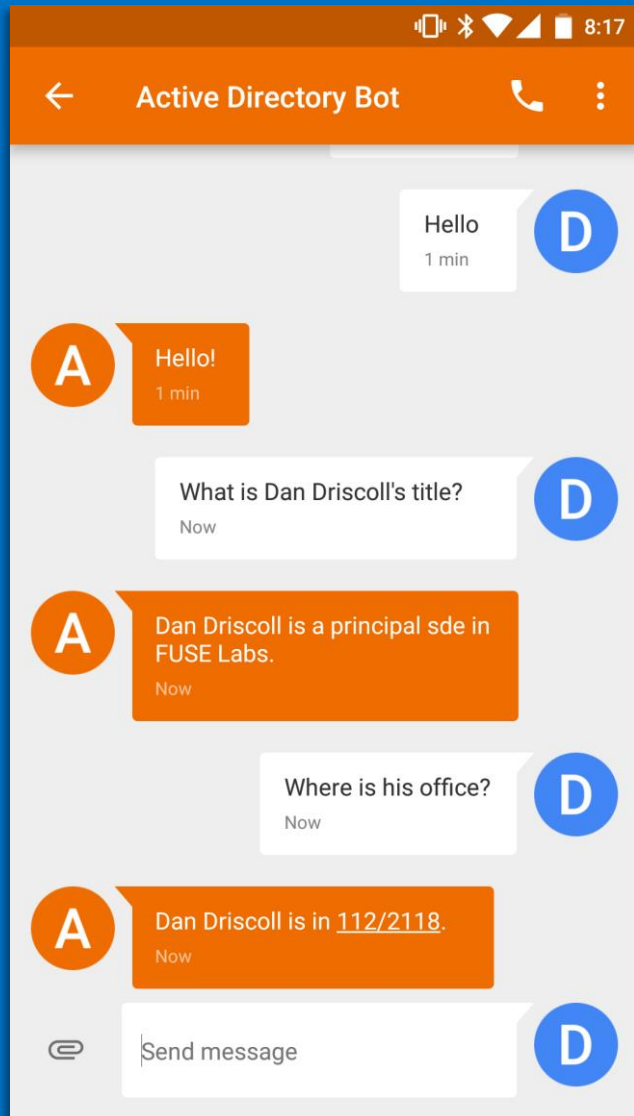 8:17
Active Directory Bot
Hello
1 min
D
A
Hello!
1 min
What is Dan Driscoll's title?
Now
D
A
Dan Driscoll is a principal sde in
FUSE Labs.
Now
Where is his office?
Now
D
A
Dan Driscoll is in 112/2118.
Now
Send message
D